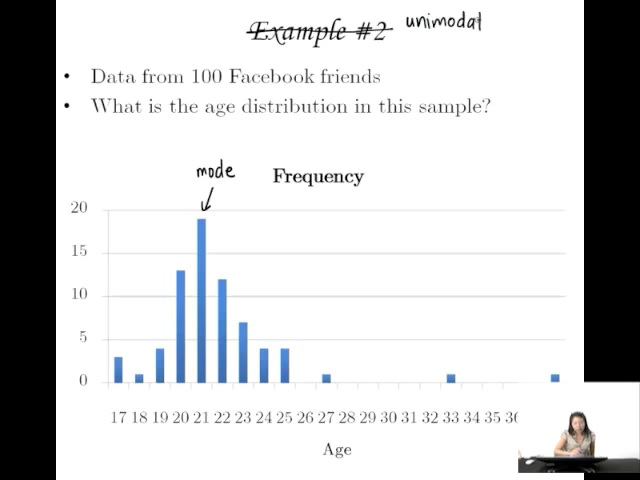 Example #2 unimodal
• Data from 100 Facebook friends
• What is the age distribution in this sample?
mode
Frequency
20
15
10
5
0
17 18 19 20 21 22 23 24 25 26 27 28 29 30 31 32 33 34 35
Age